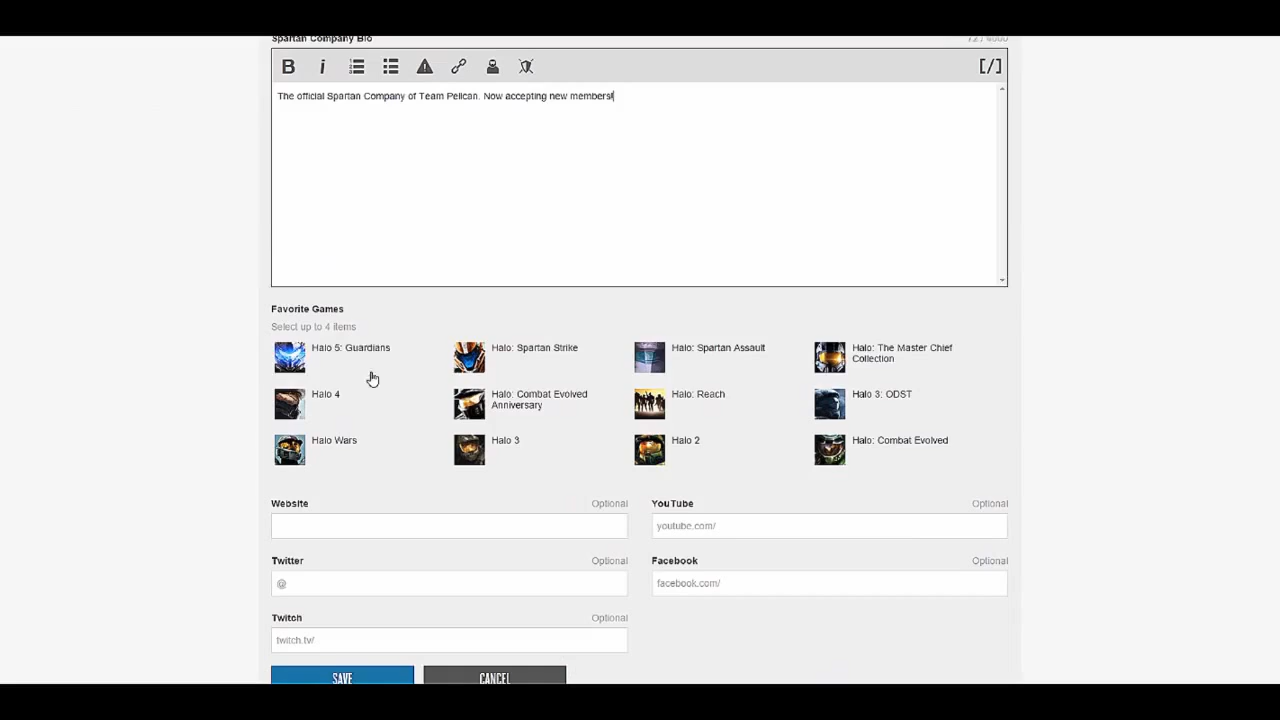 Spartan Company Bio
B i [/]
The official Spartan Company of Team Pelican. Now accepting new members!
Favorite Games
Select up to 4 items
Halo 5: Guardians Halo: Spartan Strike Halo: Spartan Assault Halo: The Master Chief
Collection
Halo 4 Halo: Combat Evolved Halo: Reach Halo 3: ODST
Anniversary
Halo Wars Halo 3 Halo 2 Halo: Combat Evolved
Website Optional YouTube Optional
youtube.com/
Twitter Optional Facebook Optional
@ facebook.com/
Twitch Optional
twitch.tv/
SAVE CANCEL